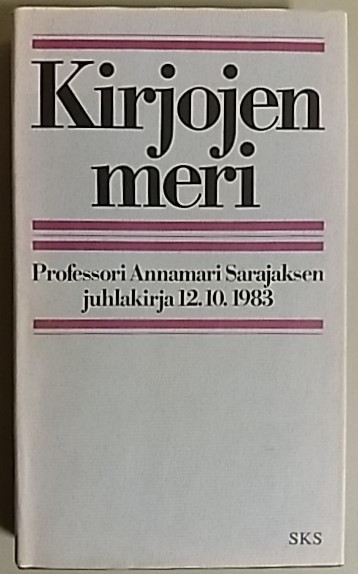 Kirjojen
meri
Professori Annamari Sarajaksen
juhlakirja 12.10.1983
SKS